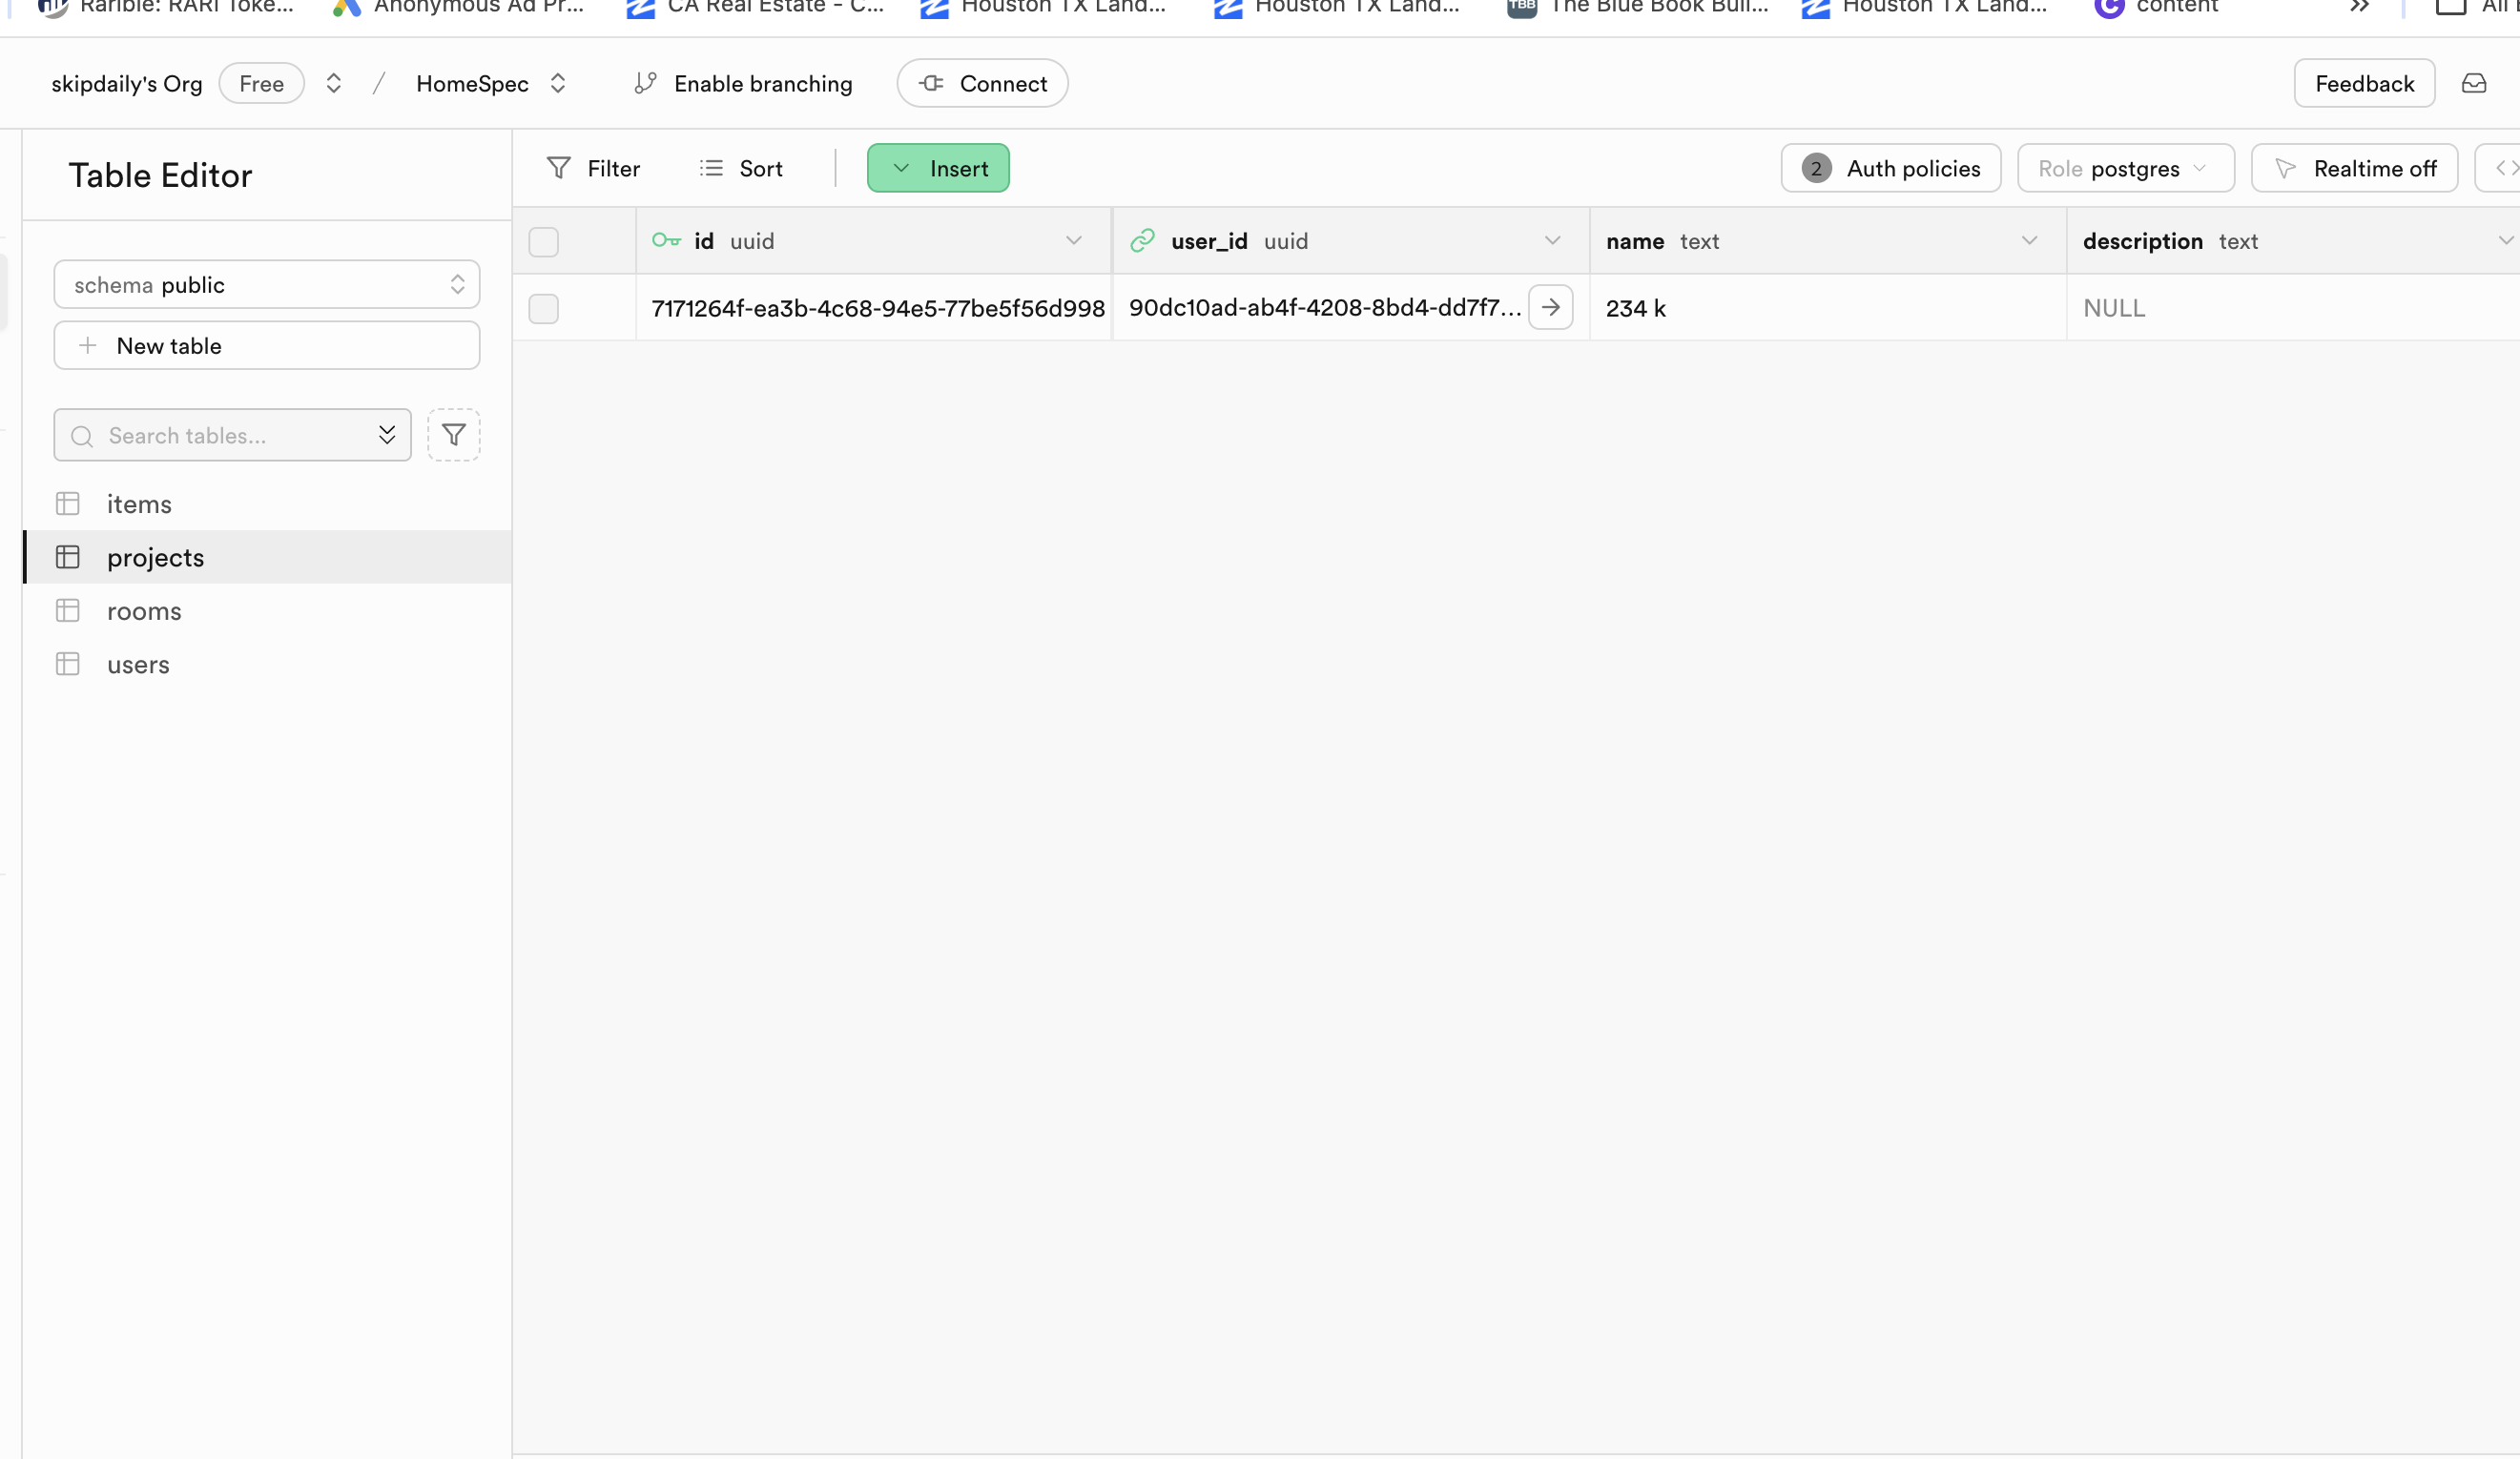 Rarible: RARI Toke...
Anonymous Ad Pr...
CA Real Estate - C...
Houston TX Land...
Houston TX Land...
TBB
The Blue Book Buil...
Houston TX Land...
content
skipdaily's Org Free / HomeSpec Enable branching Connect Feedback
Table Editor
Filter Sort Insert 2 Auth policies Role postgres Realtime off
schema public
New table
Search tables...
items
projects
rooms
users
id uuid user_id uuid name text description text
7171264f-ea3b-4c68-94e5-77be5f56d998 90dc10ad-ab4f-4208-8bd4-dd7f7... 234 k NULL